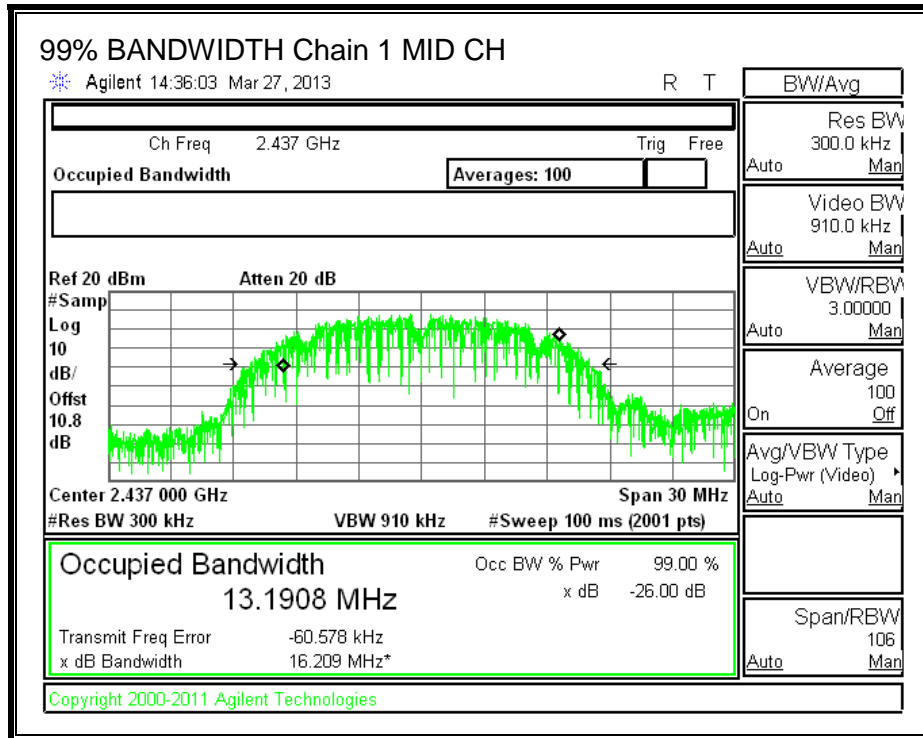 99% BANDWIDTH Chain 1 MID CH
Agilent 14:36:03 Mar 27, 2013 R T
Ch Freq 2.437 GHz Trig Free
Occupied Bandwidth Averages: 100
Ref 20 dBm Atten 20 dB
#Samp
Log
10
dB/
Offst
10.8
dB
Center 2.437 000 GHz Span 30 MHz
#Res BW 300 kHz VBW 910 kHz #Sweep 100 ms (2001 pts)
Occupied Bandwidth Occ BW % Pwr 99.00 %
13.1908 MHz x dB -26.00 dB
Transmit Freq Error -60.578 kHz
x dB Bandwidth 16.209 MHz*
Copyright 2000-2011 Agilent Technologies
BW/Avg
Res BW
300.0 kHz
Auto Man
Video BW
910.0 kHz
Auto Man
VBW/RBW
3.00000
Auto Man
Average
100
On Off
Avg/VBW Type
Log-Pwr (Video)
Auto Man
Span/RBW
106
Auto Man